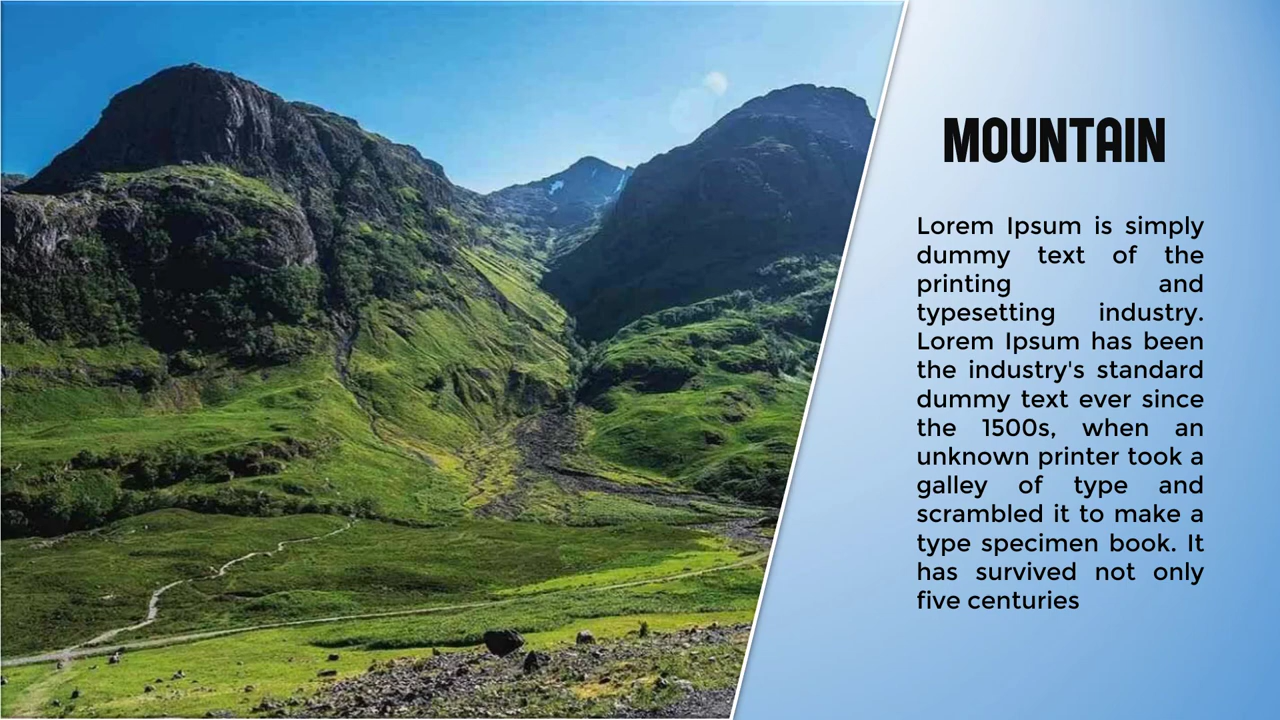 MOUNTAIN
Lorem Ipsum is simply
dummy text of the
printing and
typesetting industry.
Lorem Ipsum has been
the industry's standard
dummy text ever since
the 1500s, when an
unknown printer took a
galley of type and
scrambled it to make a
type specimen book. It
has survived not only
five centuries